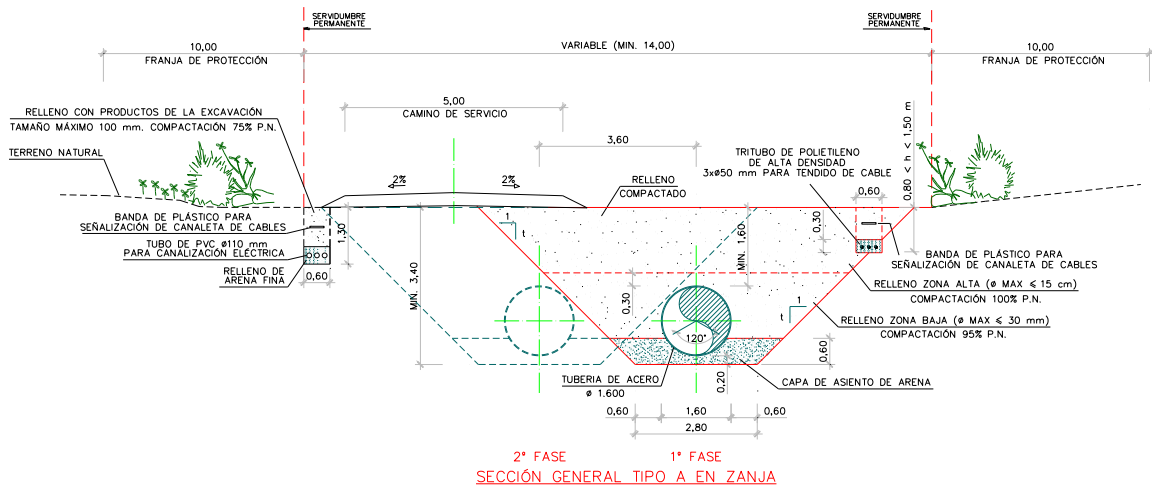 SERVIDUMBRE
PERMANENTE
SERVIDUMBRE
PERMANENTE
10,00
FRANJA DE PROTECCIÓN
VARIABLE (MIN. 14,00)
10,00
FRANJA DE PROTECCIÓN
RELLENO CON PRODUCTOS DE LA EXCAVACIÓN
TAMAÑO MÁXIMO 100 mm. COMPACTACIÓN 75% P.N.
TERRENO NATURAL
5,00
CAMINO DE SERVICIO
3,60
2%
2%
RELLENO
COMPACTADO
TRITUBO DE POLIETILENO
DE ALTA DENSIDAD
3xø50 mm PARA TENDIDO DE CABLE
0,80 < h < 1,50 E
0,60
0,30
BANDA DE PLÁSTICO PARA
SEÑALIZACIÓN DE CANALETA DE CABLES
TUBO DE PVC ø110 mm
PARA CANALIZACIÓN ELÉCTRICA
RELLENO DE
ARENA FINA
0,60
1,30
MIN. 3,40
1
t
0,30
MIN. 1,60
1
t
120°
BANDA DE PLÁSTICO PARA
SEÑALIZACIÓN DE CANALETA DE CABLES
RELLENO ZONA ALTA (ø MAX ≤ 15 cm)
COMPACTACIÓN 100% P.N.
RELLENO ZONA BAJA (ø MAX ≤ 30 mm)
COMPACTACIÓN 95% P.N.
0,60
0,20
TUBERIA DE ACERO
ø 1.600
CAPA DE ASIENTO DE ARENA
0,60
1,60
0,60
2,80
2° FASE
1° FASE
SECCIÓN GENERAL TIPO A EN ZANJA